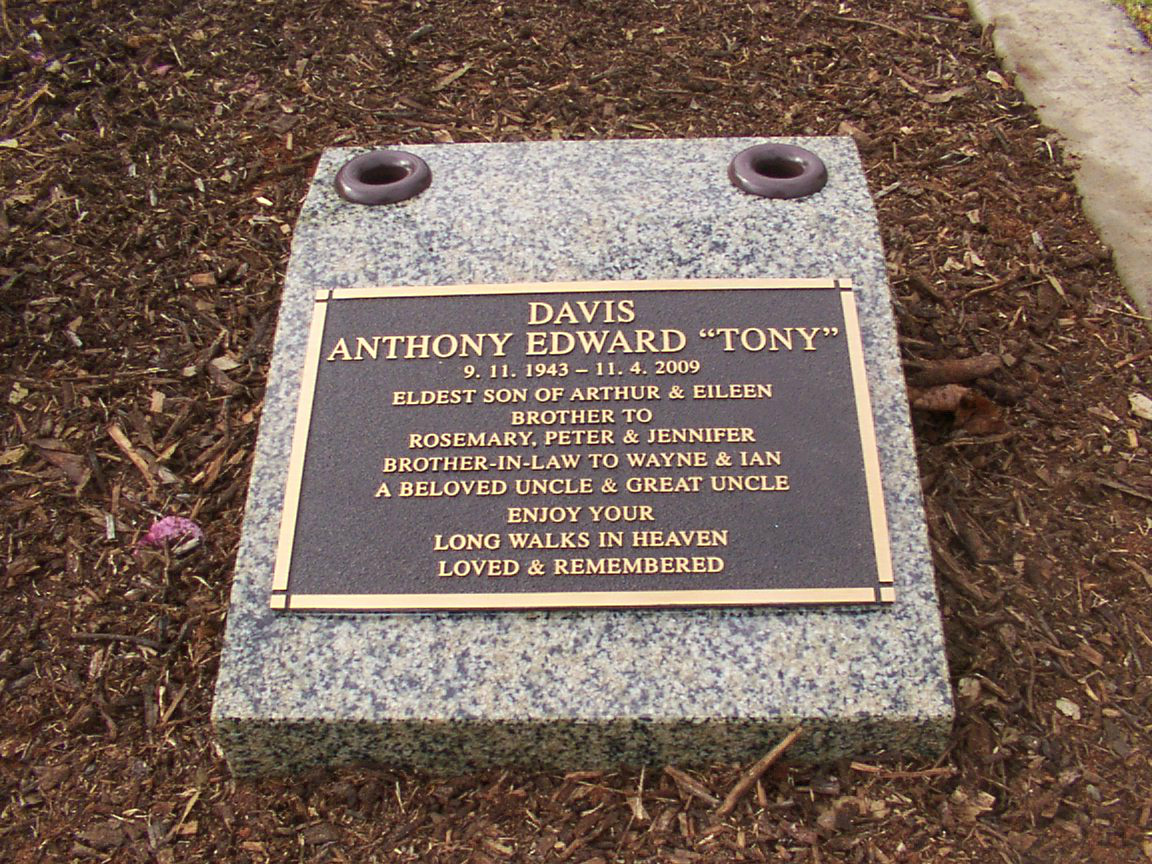 DAVIS
ANTHONY EDWARD “TONY”
9. 11. 1943 – 11. 4. 2009
ELDEST SON OF ARTHUR & EILEEN
BROTHER TO
ROSEMARY, PETER & JENNIFER
BROTHER-IN-LAW TO WAYNE & IAN
A BELOVED UNCLE & GREAT UNCLE
ENJOY YOUR
LONG WALKS IN HEAVEN
LOVED & REMEMBERED